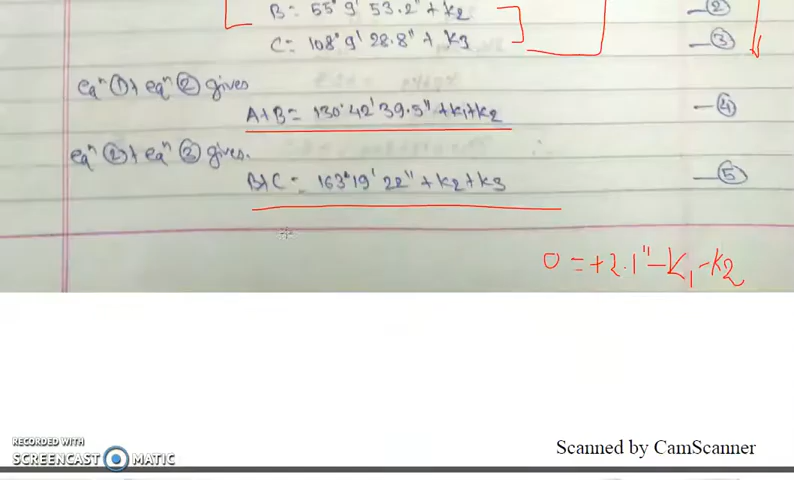 B = 55° 9' 53.2" + k2 —②
C = 108° 9' 28.8" + k3 —③
eqⁿ ① + eqⁿ ② gives
A+B = 130° 42' 39.5" + k1+k2 —④
eqⁿ ② + eqⁿ ③ gives.
B+C = 163° 19' 22" + k2 + k3 —⑤
0 = +2.1" - K1 - K2
Scanned by CamScanner
RECORDED WITH
SCREENCAST MATIC